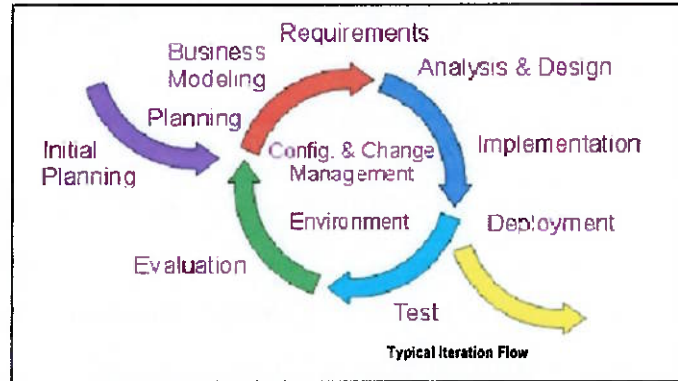 Requirements
Business
Modeling
Analysis & Design
Planning
Initial
Planning
Config. & Change
Management
Implementation
Environment
Deployment
Evaluation
Test
Typical Iteration Flow